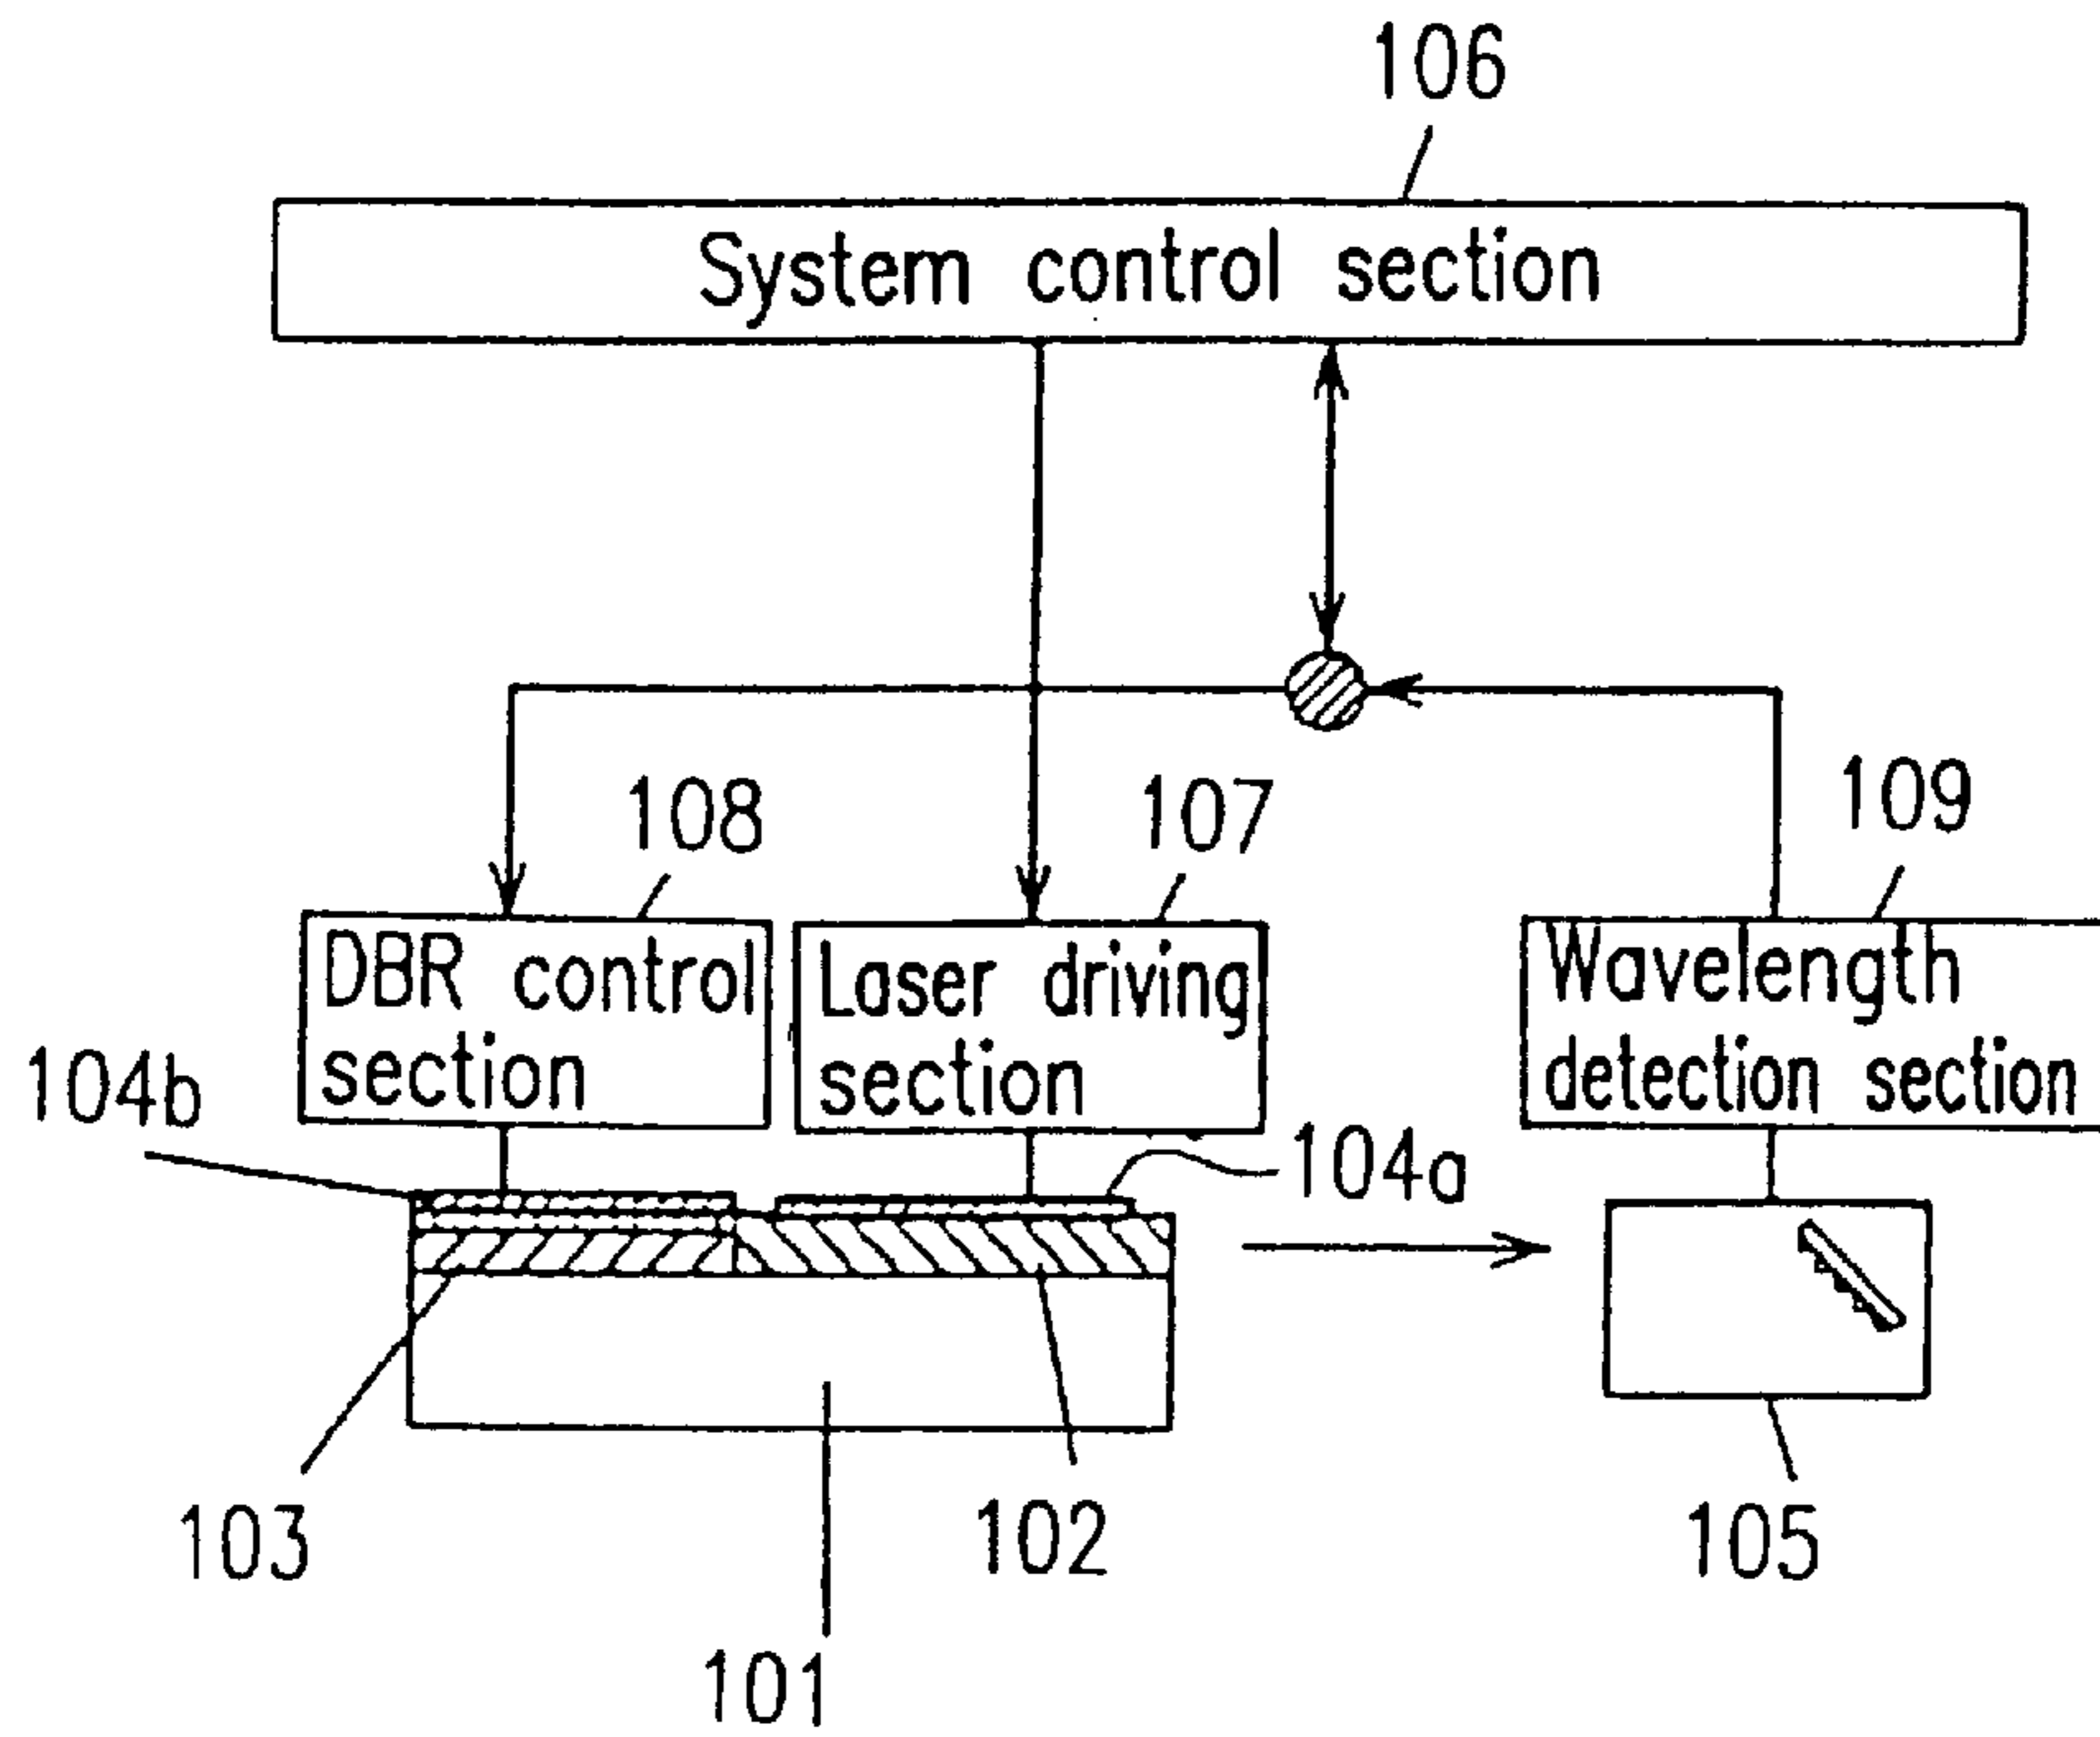 106
System control section
108
107
109
DBR control
section
Laser driving
section
Wavelength
detection section
104b
104a
103
102
105
101